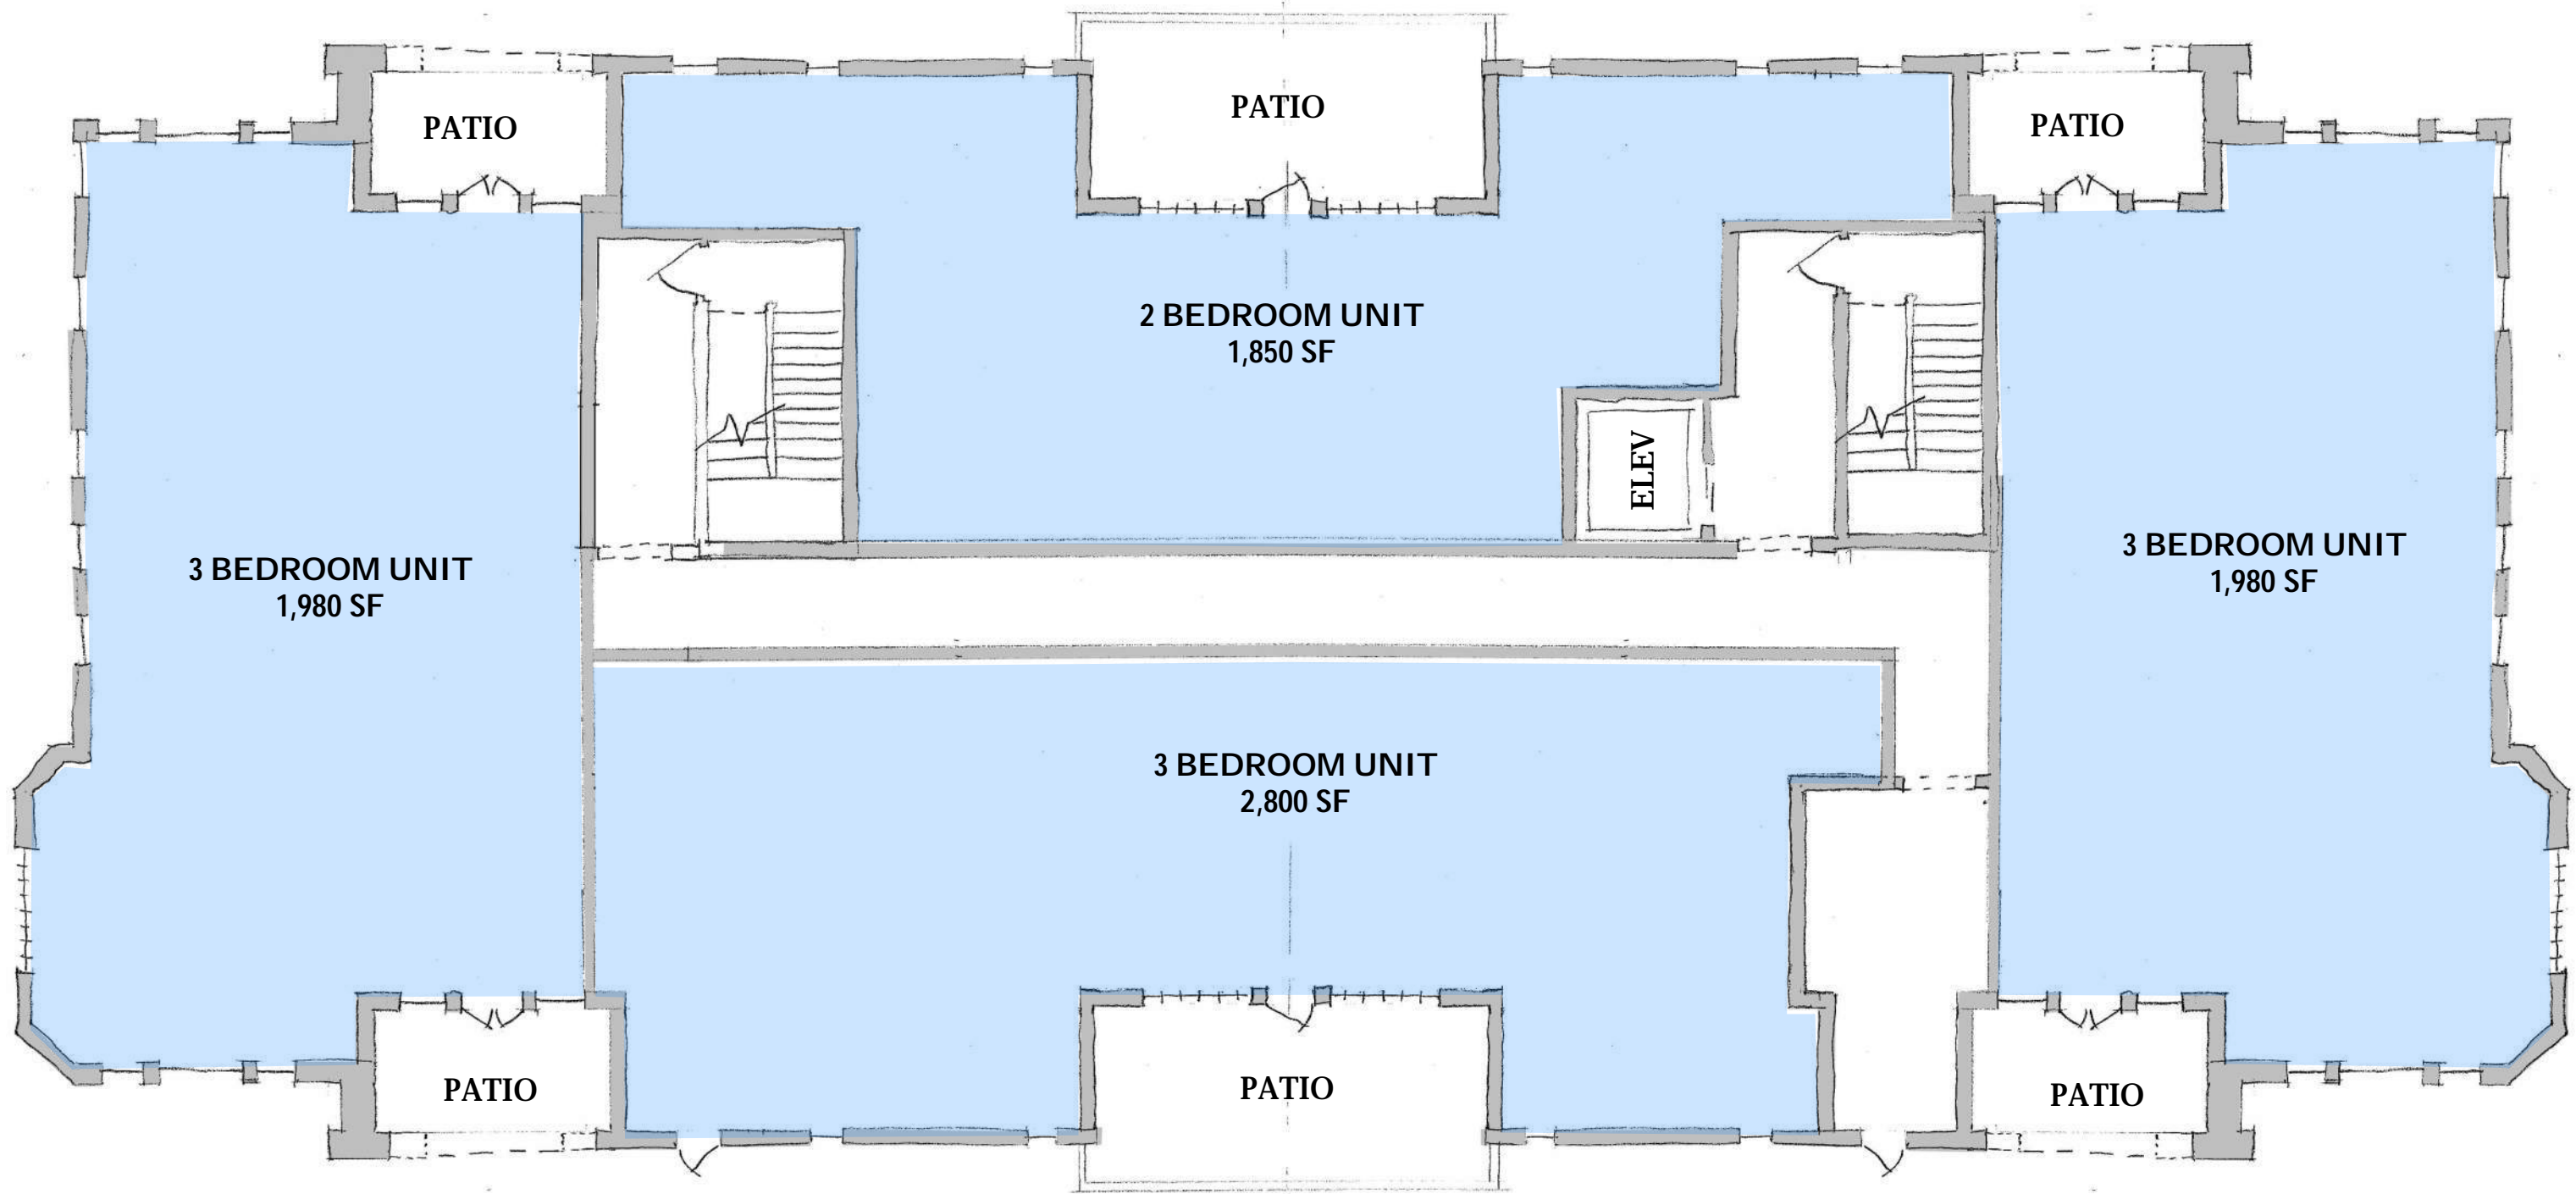 PATIO
PATIO
PATIO
2 BEDROOM UNIT
1,850 SF
ELEV
3 BEDROOM UNIT
1,980 SF
3 BEDROOM UNIT
1,980 SF
3 BEDROOM UNIT
2,800 SF
PATIO
PATIO
PATIO